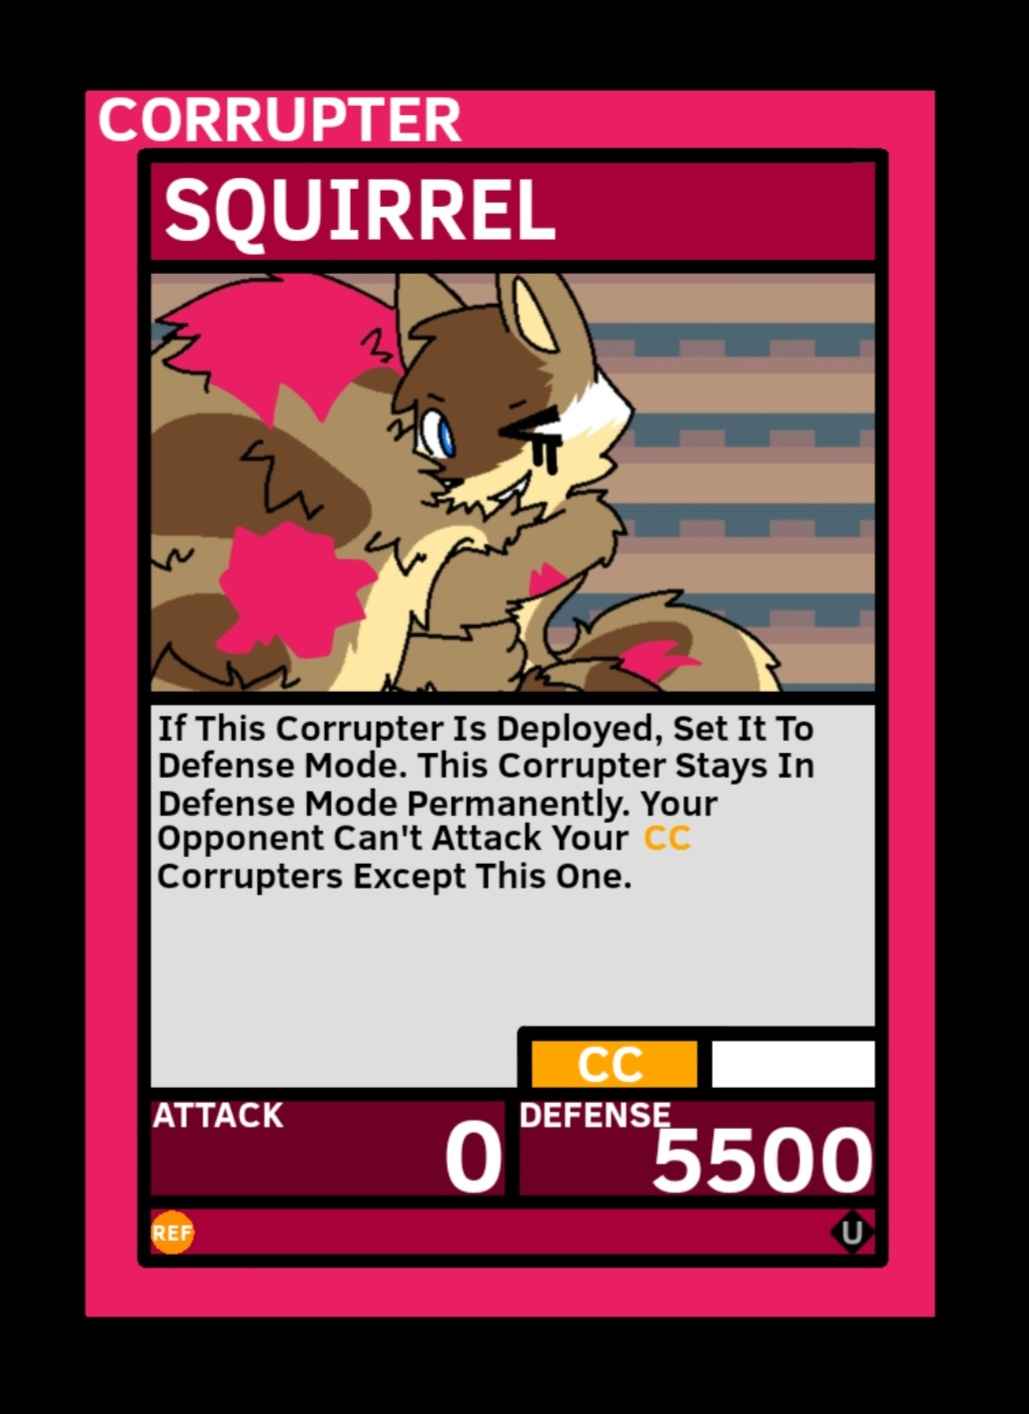 CORRUPTER
SQUIRREL
If This Corrupter Is Deployed, Set It To
Defense Mode. This Corrupter Stays In
Defense Mode Permanently. Your
Opponent Can't Attack Your CC
Corrupters Except This One.
CC
ATTACK
0
DEFENSE
5500
REF
U